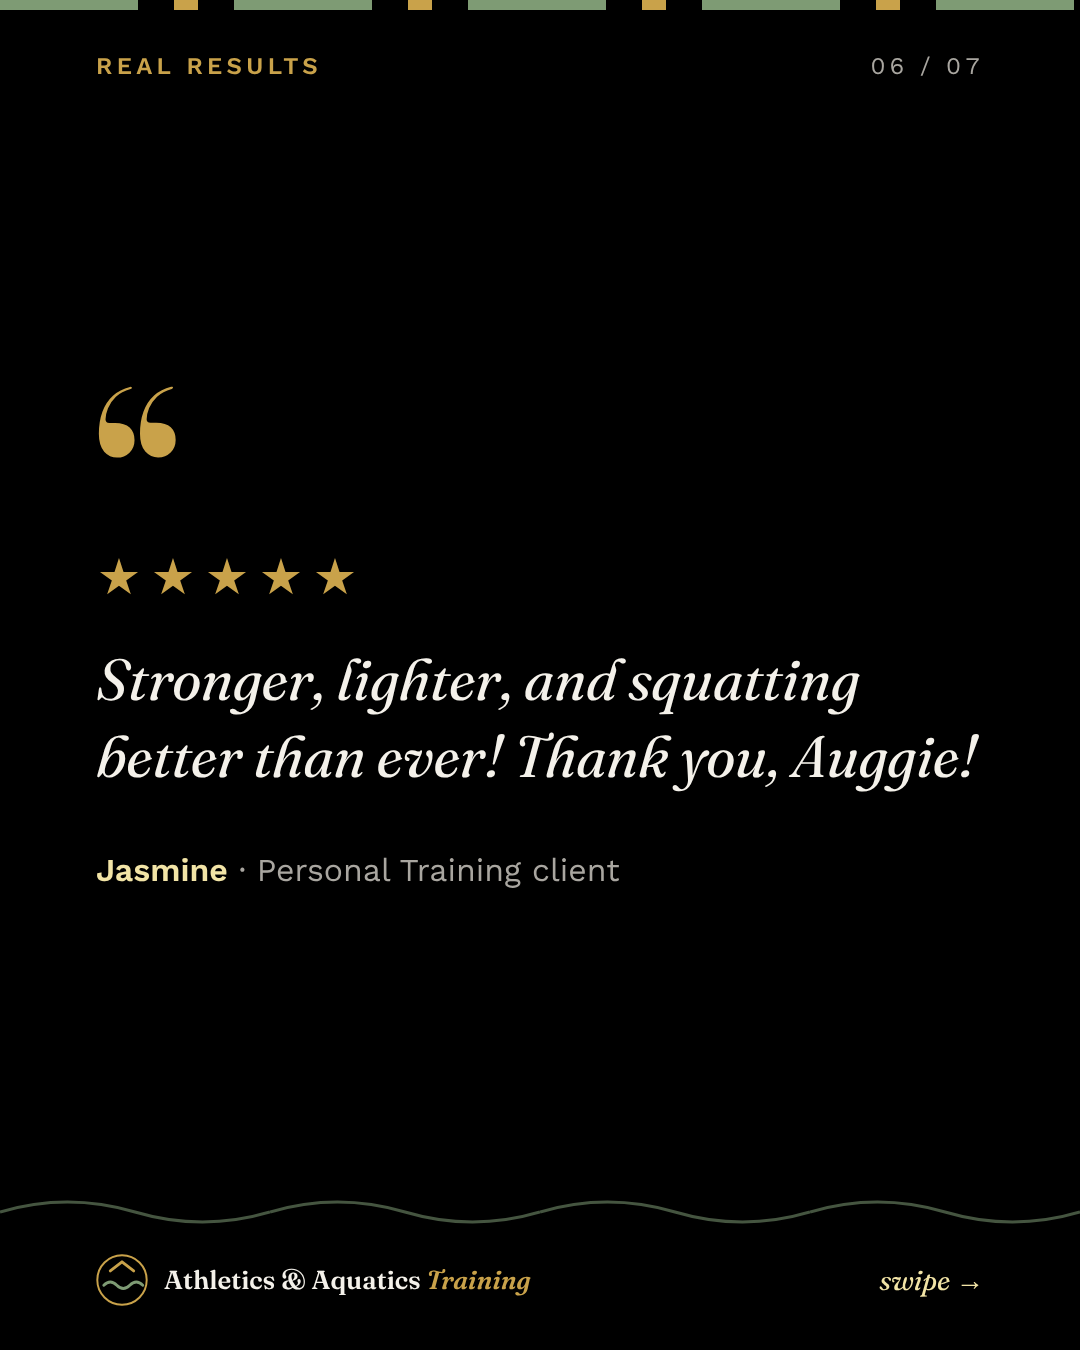 REAL RESULTS
06 / 07
“
★★★★★
Stronger, lighter, and squatting
better than ever! Thank you, Auggie!
Jasmine · Personal Training client
Athletics & Aquatics Training
swipe →